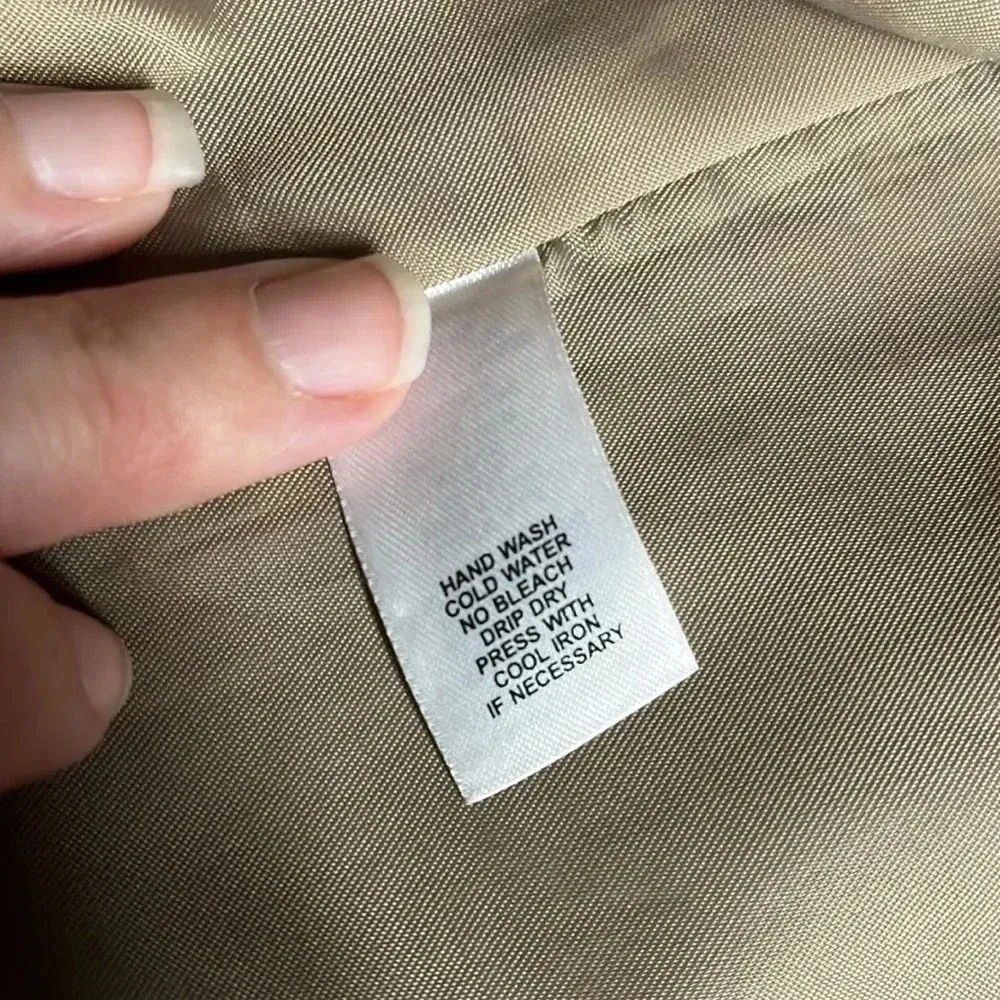 HAND WASH
COLD WATER
NO BLEACH
DRIP DRY
PRESS WITH
COOL IRON
IF NECESSARY